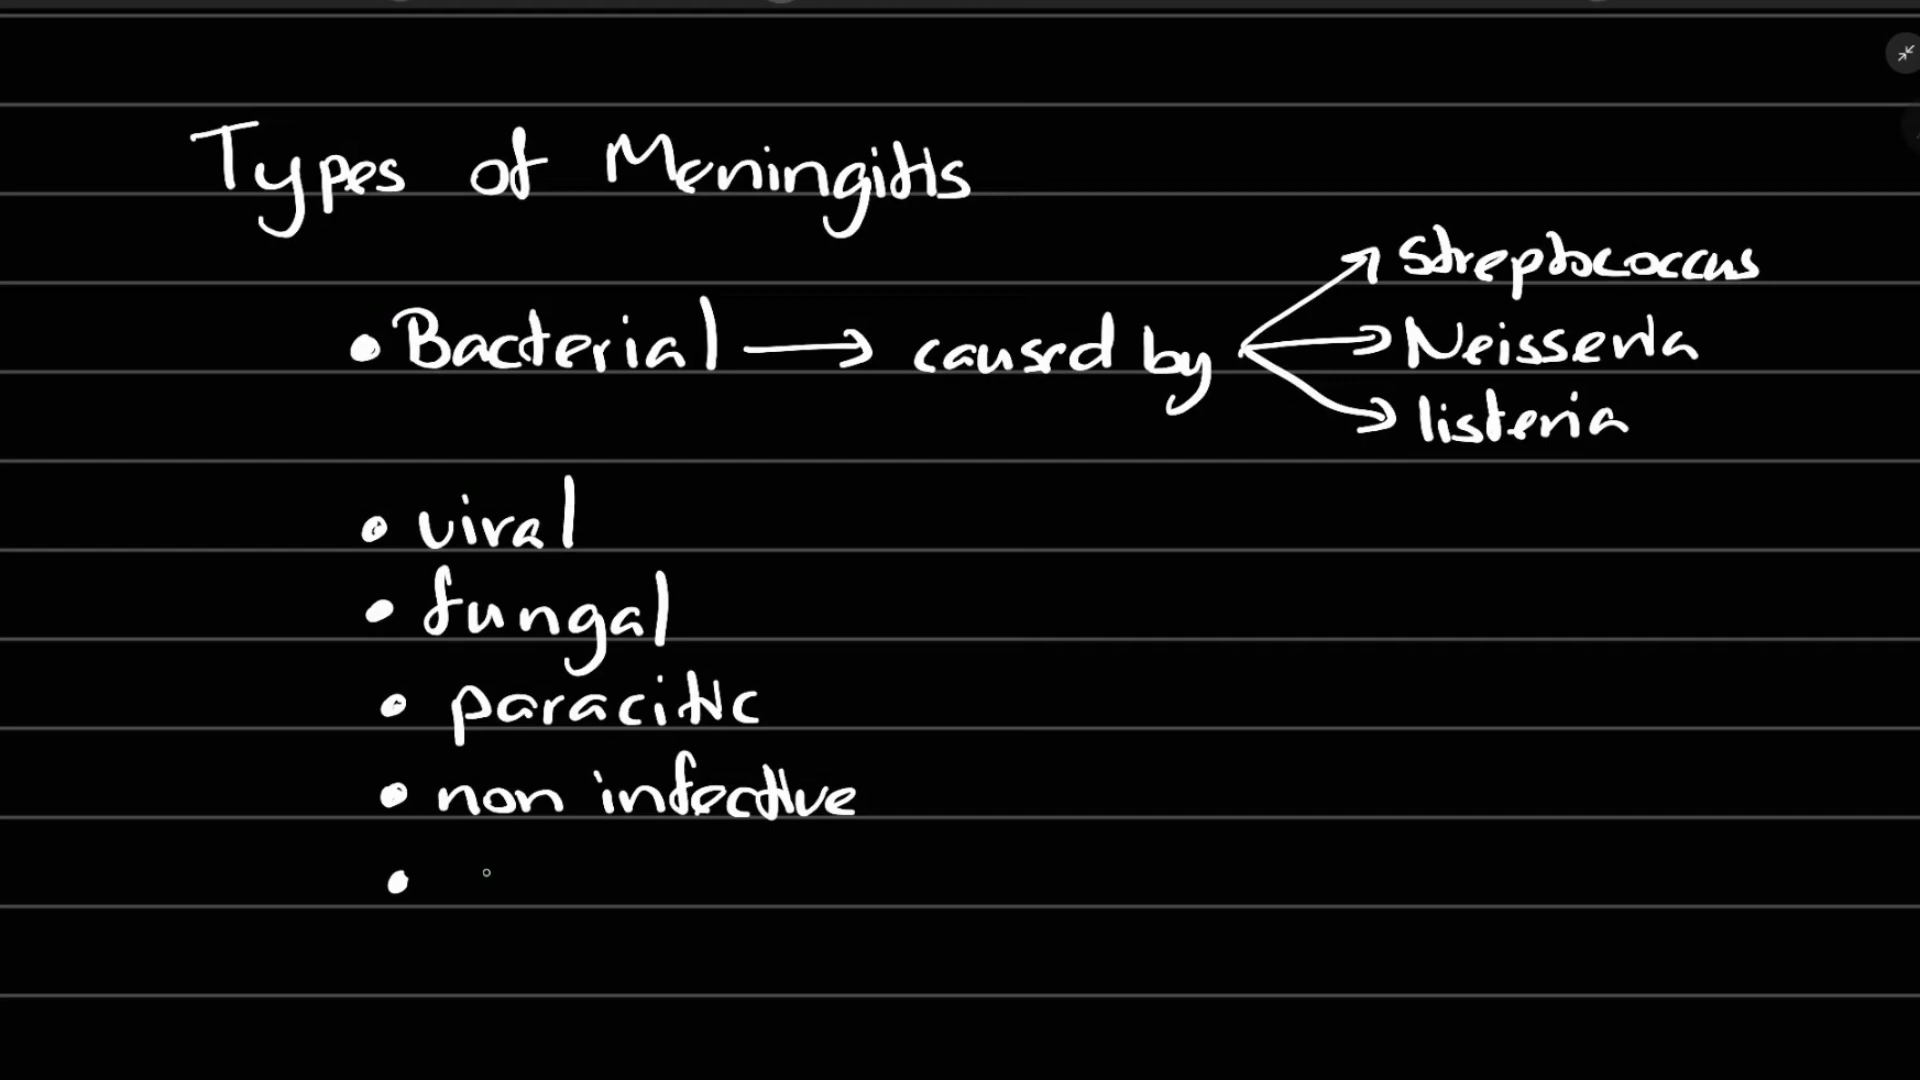 Types of Meningitis
• Bacterial → caused by → Streptococcus
→ Neisseria
→ listeria
• viral
• fungal
• paracitic
• non infective
•